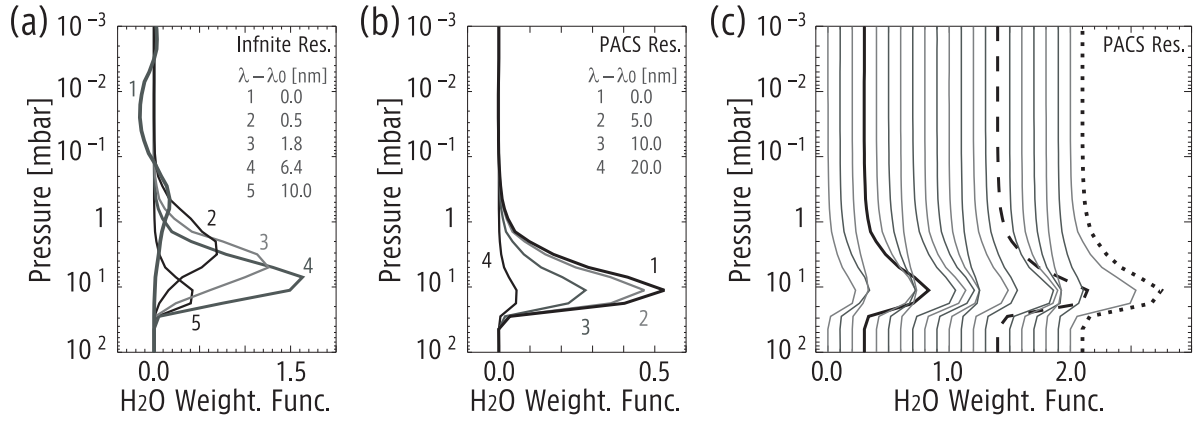 (a)
Infnite Res.
λ−λ0 [nm]
1 0.0
2 0.5
3 1.8
4 6.4
5 10.0
1
2
3
4
5
10⁻³
10⁻²
10⁻¹
1
10¹
10²
Pressure [mbar]
0.0 1.5
H2O Weight. Func.
(b)
PACS Res.
λ−λ0 [nm]
1 0.0
2 5.0
3 10.0
4 20.0
4
1
3
2
10⁻³
10⁻²
10⁻¹
1
10¹
10²
Pressure [mbar]
0.0 0.5
H2O Weight. Func.
(c)
PACS Res.
10⁻³
10⁻²
10⁻¹
1
10¹
10²
Pressure [mbar]
0.0 1.0 2.0
H2O Weight. Func.